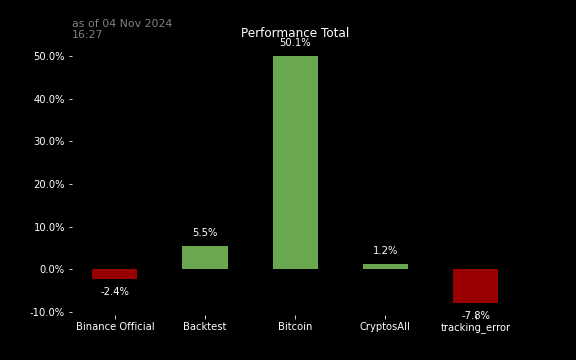 as of 04 Nov 2024
16:27
Performance Total
50.1%
50.0%
40.0%
30.0%
20.0%
10.0%
0.0%
-10.0%
5.5%
1.2%
-2.4%
-7.8%
Binance Official
Backtest
Bitcoin
CryptosAll
tracking_error